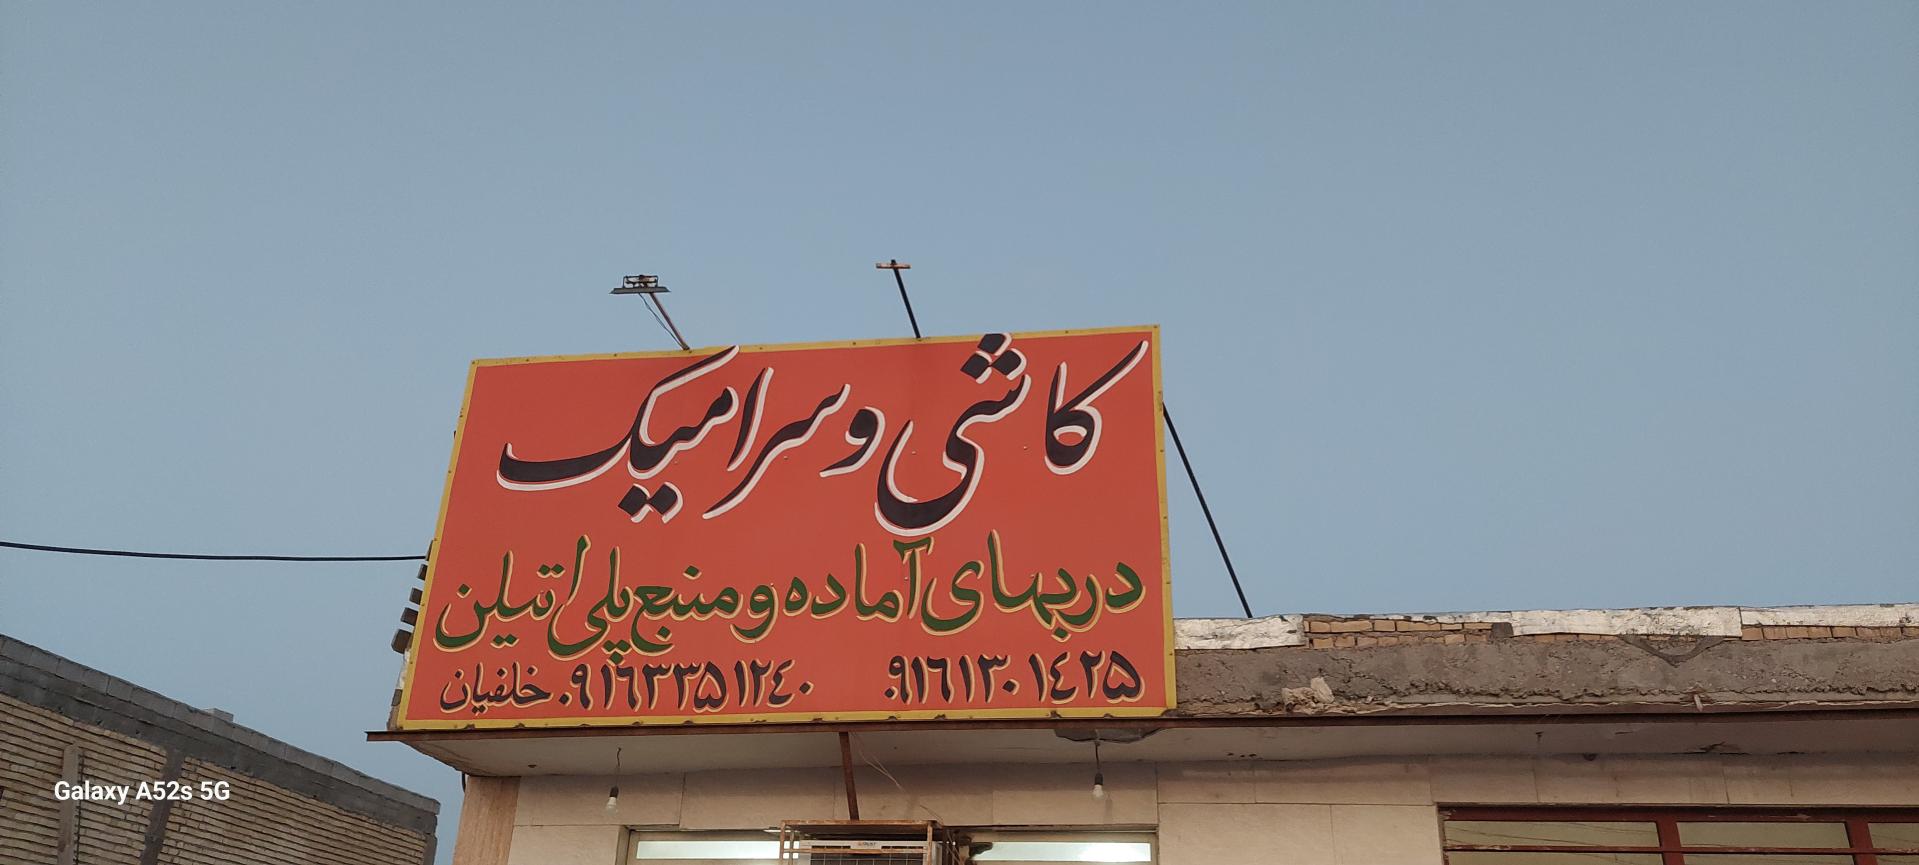 کاشی و سرامیک
دربهای آماده و منبع پلی اتیلن
۰۹۱۶۱۳۰۱۴۲۵ ۰۹۱۶۳۳۵۱۲۴۰ خلفیان
Galaxy A52s 5G